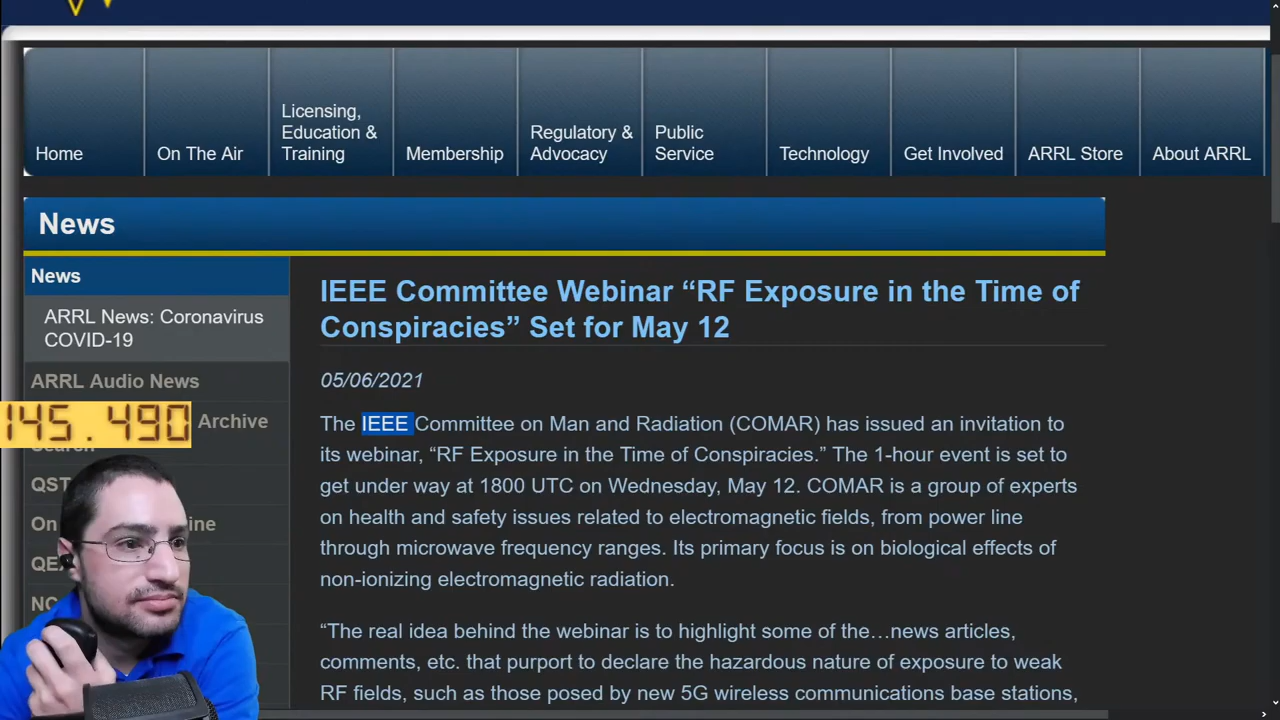 Home
On The Air
Licensing,
Education &
Training
Membership
Regulatory &
Advocacy
Public
Service
Technology
Get Involved
ARRL Store
About ARRL
News
News
ARRL News: Coronavirus
COVID-19
ARRL Audio News
Archive
145.490
QST
On
ine
NC
IEEE Committee Webinar “RF Exposure in the Time of
Conspiracies” Set for May 12
05/06/2021
The IEEE Committee on Man and Radiation (COMAR) has issued an invitation to
its webinar, “RF Exposure in the Time of Conspiracies.” The 1-hour event is set to
get under way at 1800 UTC on Wednesday, May 12. COMAR is a group of experts
on health and safety issues related to electromagnetic fields, from power line
through microwave frequency ranges. Its primary focus is on biological effects of
non-ionizing electromagnetic radiation.
“The real idea behind the webinar is to highlight some of the…news articles,
comments, etc. that purport to declare the hazardous nature of exposure to weak
RF fields, such as those posed by new 5G wireless communications base stations,